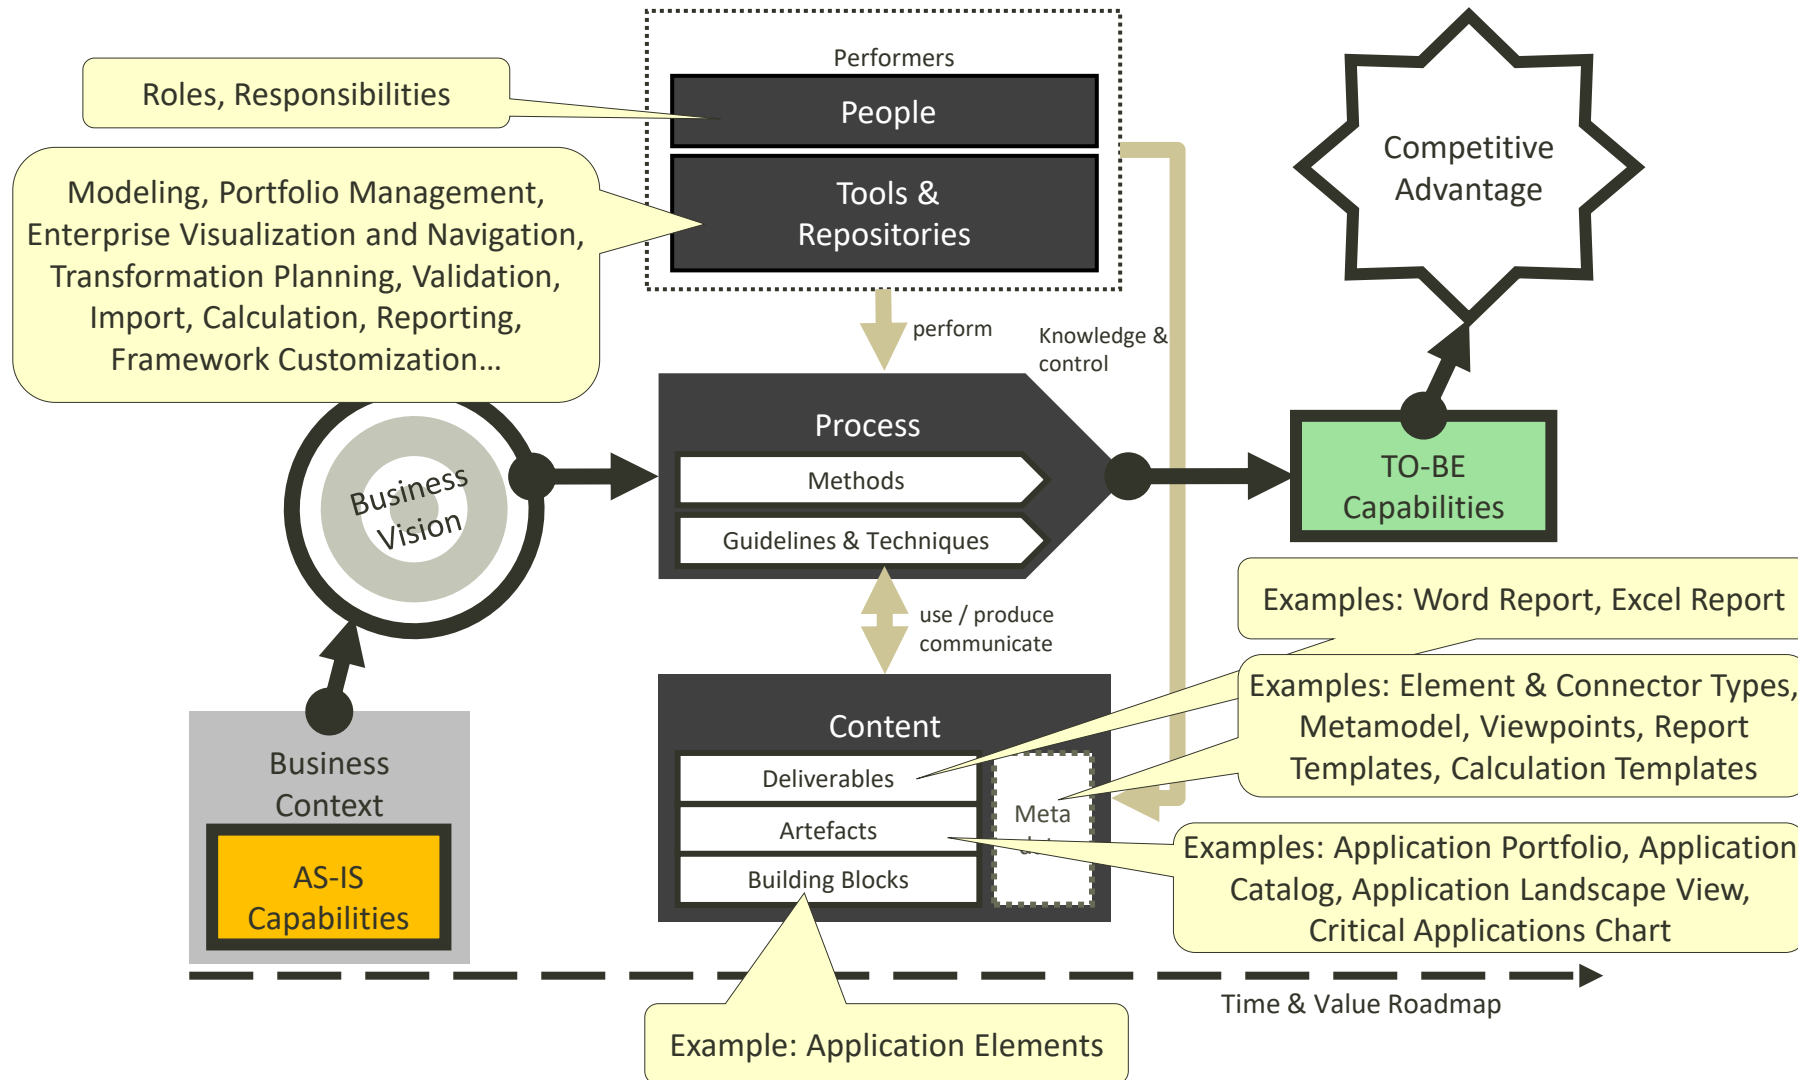 Performers
People
Tools &
Repositories
Roles, Responsibilities
Modeling, Portfolio Management,
Enterprise Visualization and Navigation,
Transformation Planning, Validation,
Import, Calculation, Reporting,
Framework Customization...
perform
Knowledge &
control
Competitive
Advantage
Business
Vision
Process
Methods
Guidelines & Techniques
TO-BE
Capabilities
use / produce
communicate
Examples: Word Report, Excel Report
Examples: Element & Connector Types,
Metamodel, Viewpoints, Report
Templates, Calculation Templates
Content
Deliverables
Artefacts
Building Blocks
Meta
Examples: Application Portfolio, Application
Catalog, Application Landscape View,
Critical Applications Chart
Business
Context
AS-IS
Capabilities
Time & Value Roadmap
Example: Application Elements